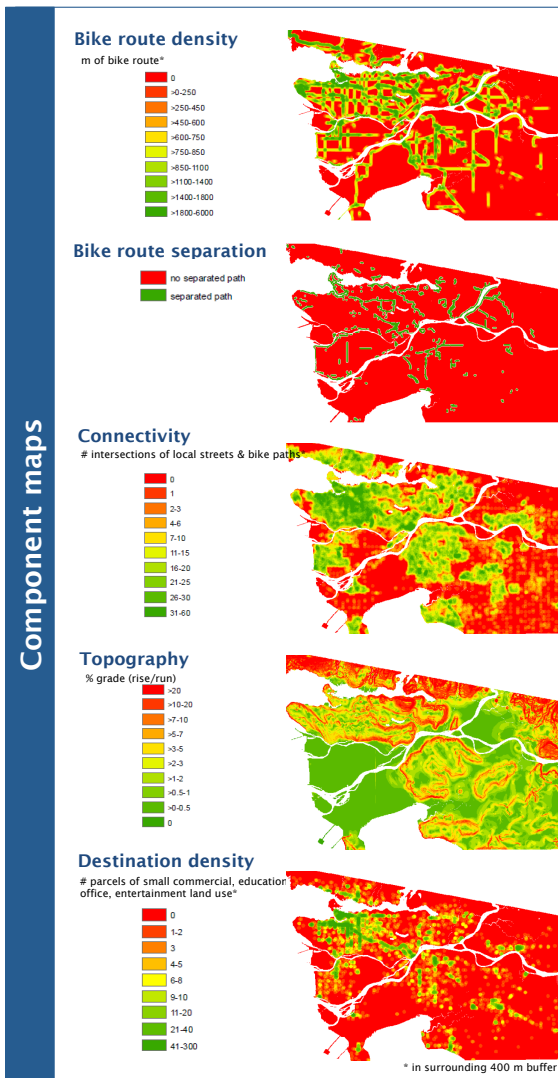 Component maps
Bike route density
m of bike route*
0
>0-250
>250-450
>450-600
>600-750
>750-850
>850-1100
>1100-1400
>1400-1800
>1800-6000
Bike route separation
no separated path
separated path
Connectivity
# intersections of local streets & bike paths*
0
1
2-3
4-6
7-10
11-15
16-20
21-25
26-30
31-60
Topography
% grade (rise/run)
>20
>10-20
>7-10
>5-7
>3-5
>2-3
>1-2
>0.5-1
>0-0.5
0
Destination density
# parcels of small commercial, education
office, entertainment land use*
0
1-2
3
4-5
6-8
9-10
11-20
21-40
41-300
* in surrounding 400 m buffer